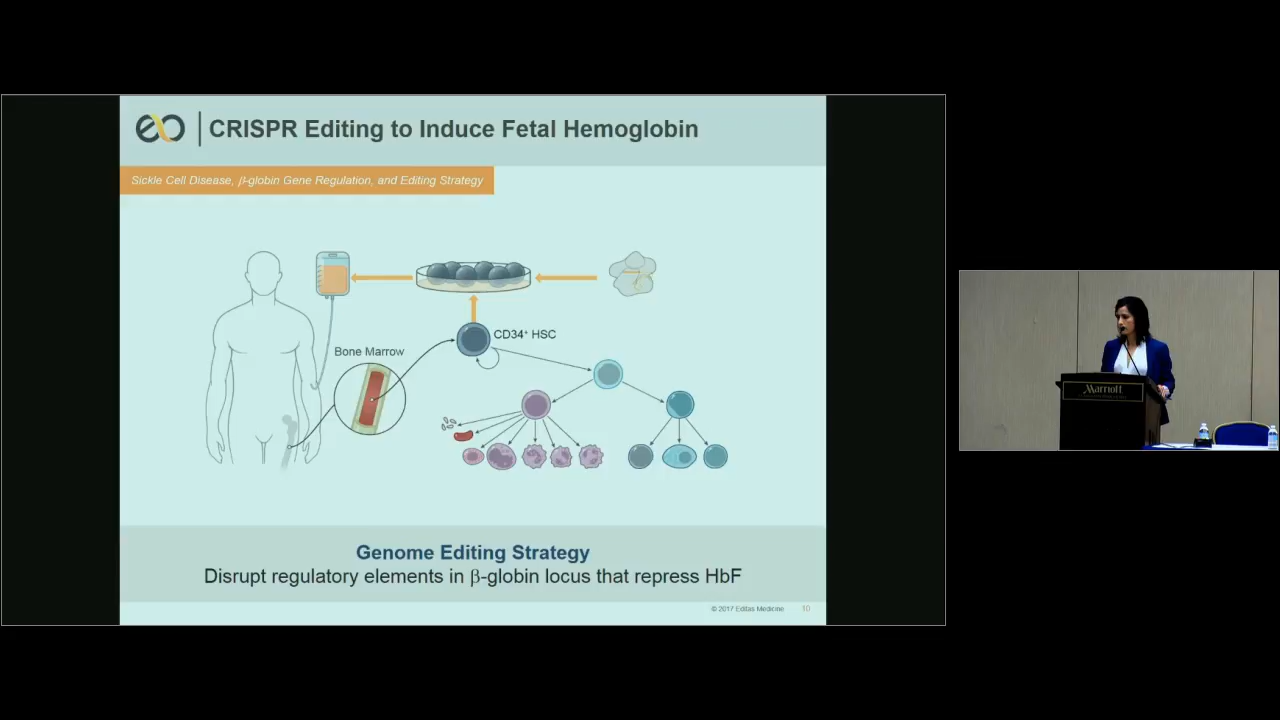 CRISPR Editing to Induce Fetal Hemoglobin
Sickle Cell Disease, β-globin Gene Regulation, and Editing Strategy
CD34⁺ HSC
Bone Marrow
Genome Editing Strategy
Disrupt regulatory elements in β-globin locus that repress HbF
© 2017 Editas Medicine 10
Marriott